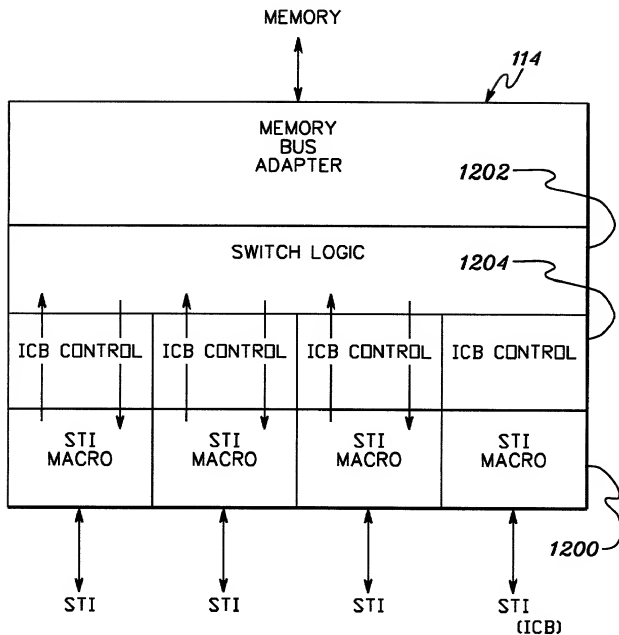 MEMORY
114
MEMORY
BUS
ADAPTER
1202
SWITCH LOGIC
1204
ICB CONTROL ICB CONTROL ICB CONTROL ICB CONTROL
STI STI STI STI
MACRO MACRO MACRO MACRO
1200
STI STI STI STI
(ICB)